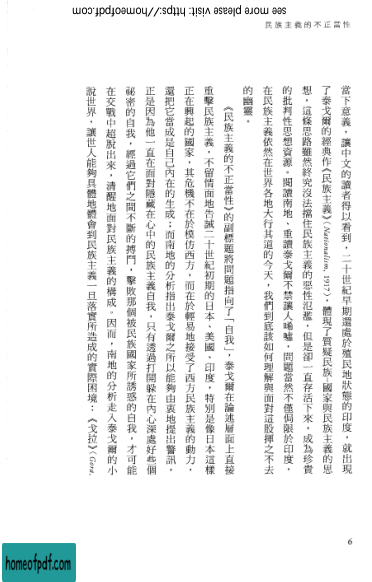 see more please visit: https://homeofpdf.com
民族主義的不正當性
當下意義，讓中文的讀者得以看到，二十世紀早期還處於殖民地狀態的印度，就出現
了泰戈爾的經典作《民族主義》（Nationalism, 1917），體現了質疑民族—國家與民族主義的思
想，這條思路雖然終究沒法擋住民族主義的惡性氾濫，但是卻一直存活下來，成為珍貴
的批判性思想資源。閱讀南地、重讀泰戈爾不禁讓人唏噓，問題當然不僅侷限於印度，
在民族主義依然在世界各地大行其道的今天，我們到底該如何理解與面對這股揮之不去
的幽靈。
《民族主義的不正當性》的副標題將問題指向了「自我」，泰戈爾在論述層面上直接
重擊民族主義，不留情面地告誡二十世紀初期的日本、美國、印度，特別是像日本這樣
正在興起的國家，其危機不在於模仿西方，而在於輕易地接受了西方民族主義的動力，
還把它當成是自己內在的生成；而南地的分析指出泰戈爾之所以能夠由衷地提出警訊，
正是因為他一直在面對隱藏在心中的民族主義自我，只有透過打開躲在內心深處好些個
祕密的自我，經過它們之間不斷的搏鬥，擊敗那個被民族國家所誘惑的自我，才可能
在交戰中超脫出來，清醒地面對民族主義的構成。因而，南地的分析走入泰戈爾的小
說世界，讓世人能夠具體地體會到民族主義一旦落實所造成的實際困境：《戈拉》（Gora,
6
homeofpdf.com